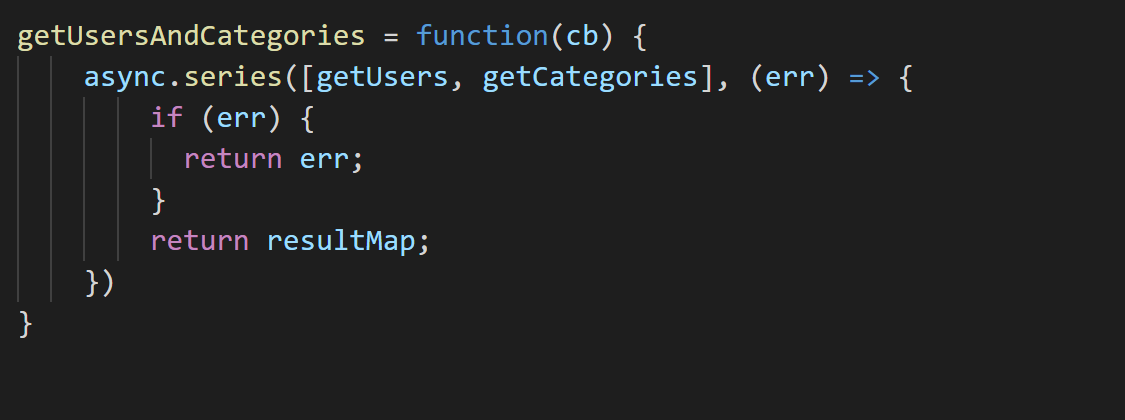 getUsersAndCategories = function(cb) {
    async.series([getUsers, getCategories], (err) => {
        if (err) {
          return err;
        }
        return resultMap;
    })
}